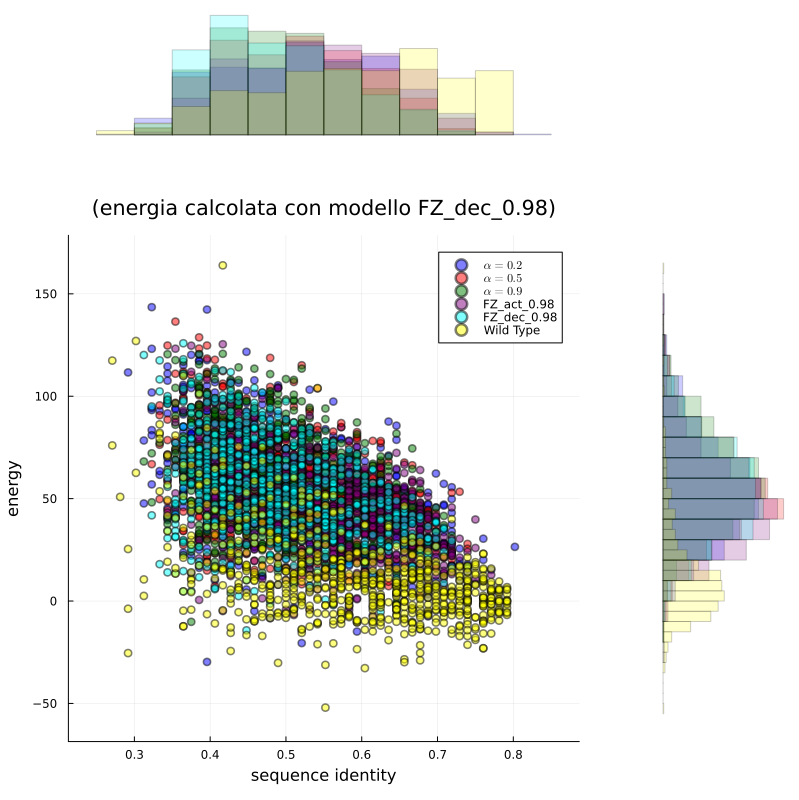 (energia calcolata con modello FZ_dec_0.98)
α = 0.2
α = 0.5
α = 0.9
FZ_act_0.98
FZ_dec_0.98
Wild Type
150
100
50
0
−50
energy
0.3 0.4 0.5 0.6 0.7 0.8
sequence identity